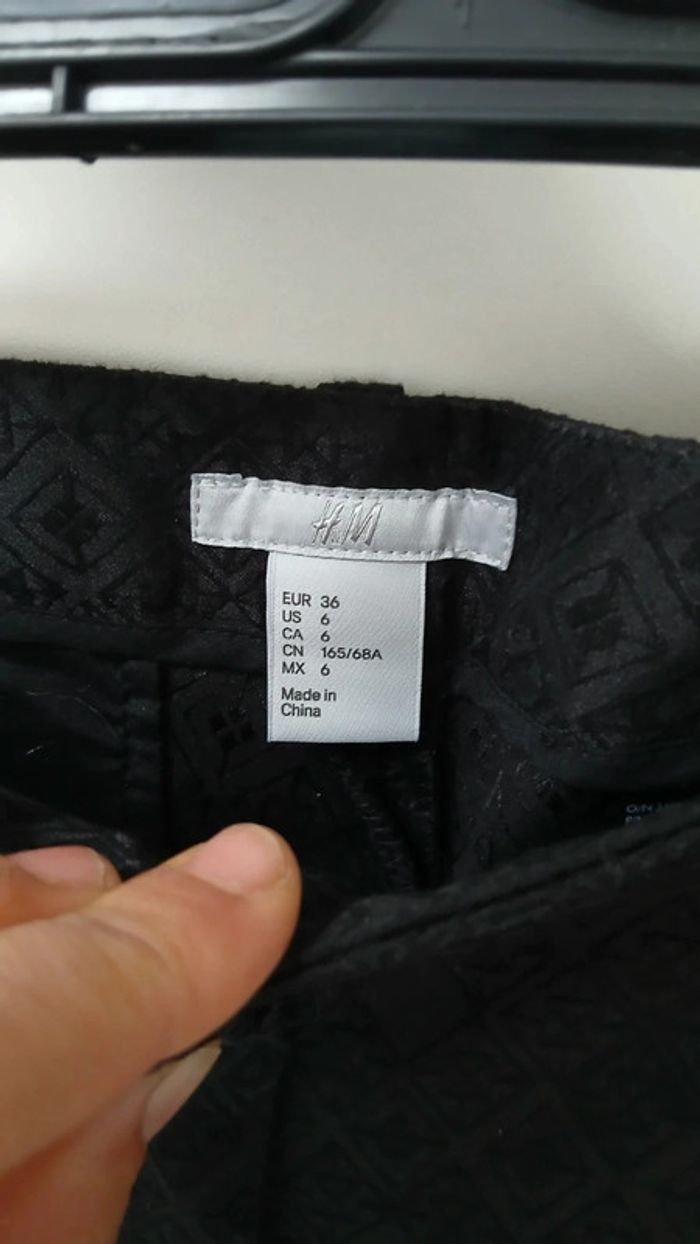 H&M
EUR 36
US 6
CA 6
CN 165/68A
MX 6
Made in
China
O/N